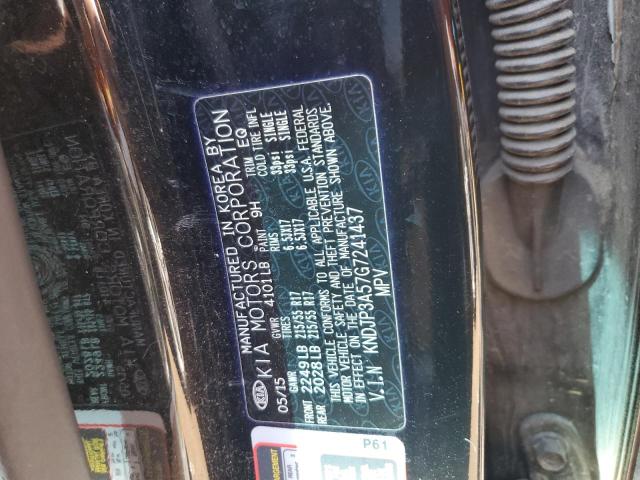 MANUFACTURED IN KOREA BY
KIA KIA MOTORS CORPORATION
05/15 GVWR 4101LB PAINT 9H TRIM EQ
GAWR TIRES RIMS COLD TIRE INFL
FRONT 2249LB 215/55 R17 6.5JX17 33psi SINGLE
REAR 2028LB 215/55 R17 6.5JX17 33psi SINGLE
THIS VEHICLE CONFORMS TO ALL APPLICABLE U.S.A. FEDERAL
MOTOR VEHICLE SAFETY AND THEFT PREVENTION STANDARDS
IN EFFECT ON THE DATE OF MANUFACTURE SHOWN ABOVE.
V.I.N KNDJP3A57G7241437
MPV
P61